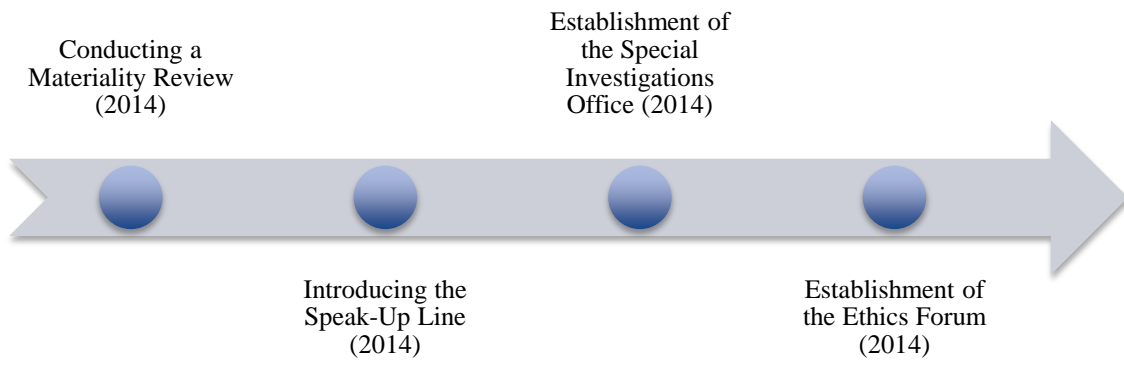 Conducting a
Materiality Review
(2014)
Introducing the
Speak-Up Line
(2014)
Establishment of
the Special
Investigations
Office (2014)
Establishment of
the Ethics Forum
(2014)